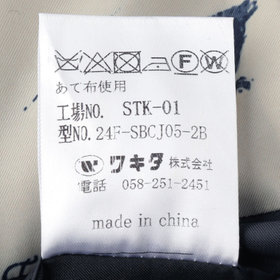 F W
あて布使用
工場NO. STK-01
型NO.24F-SBCJ05-2B
ワキタ株式会社
電話 058-251-2451
made in china